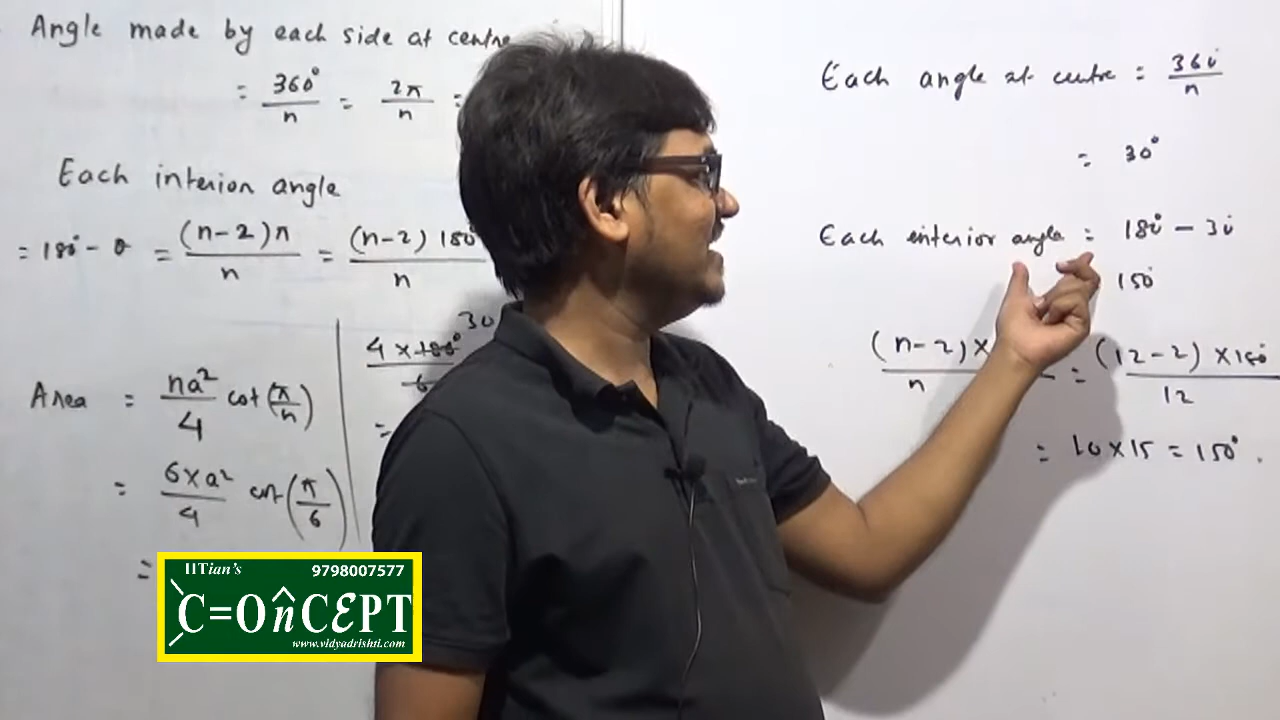 Angle made by each side at centre
= 360°/n = 2π/n =
Each interior angle
= 180° - θ = (n-2)π/n = (n-2) 180°/n
Area = na²/4 cot(π/n)
= 6×a²/4 cot(π/6)
=
30
4 × 180°/6
=
Each angle at centre = 360°/n
= 30°
Each interior angle = 180° - 30°
150°
(n-2)×
n
= (12-2) ×180°/12
= 10×15 = 150°.
IITian's 9798007577
C=OnCEPT
www.vidyadrishti.com